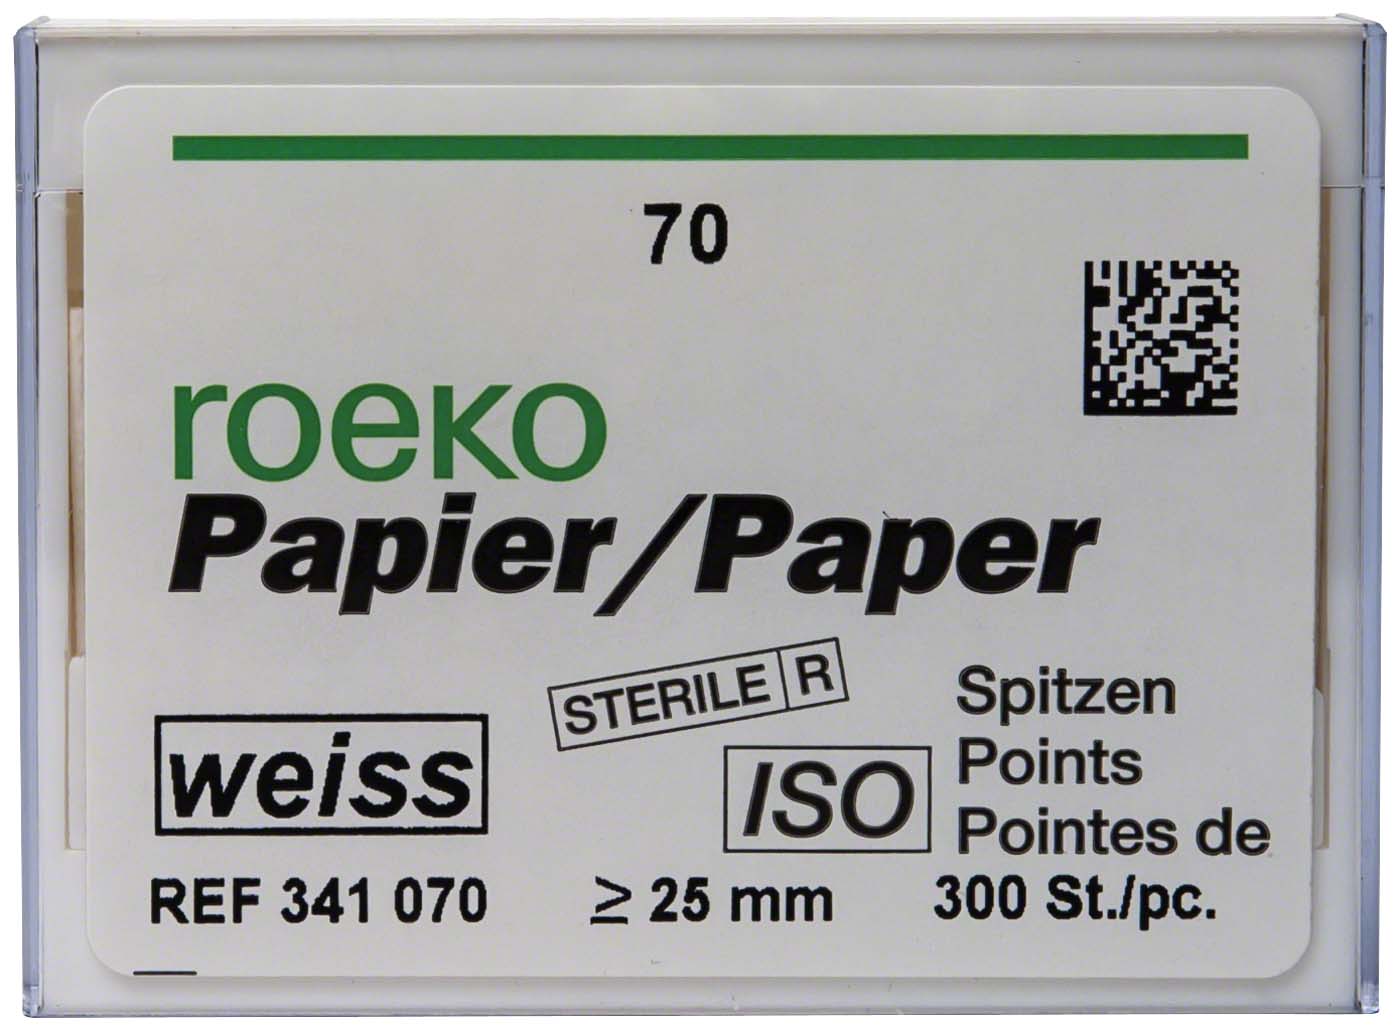 70
roeko
Papier/Paper
STERILE R
Spitzen
weiss
ISO
Points
Pointes de
REF 341 070
≥ 25 mm
300 St./pc.